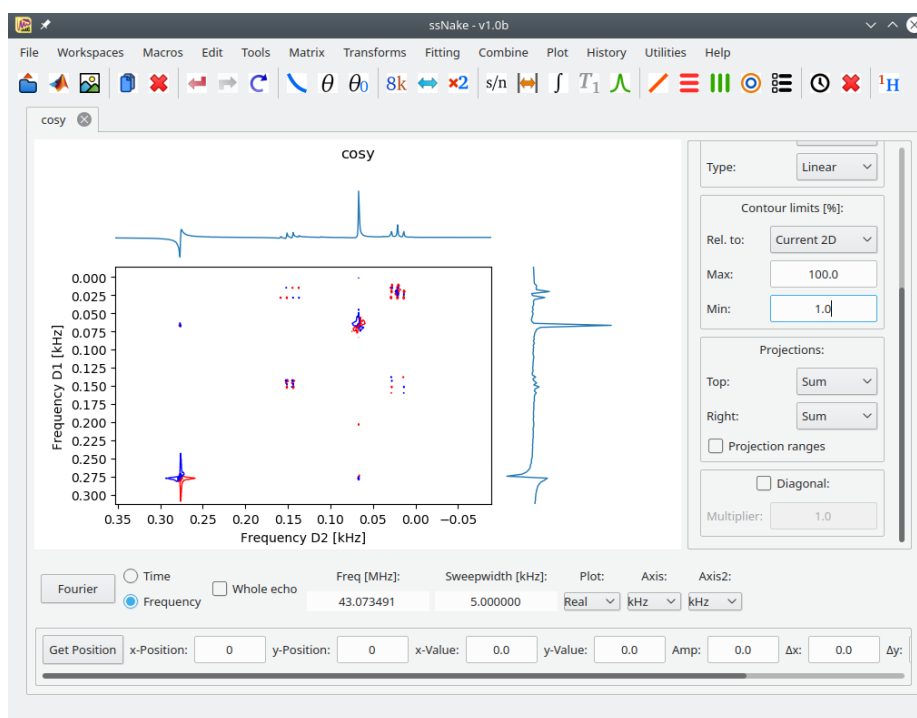 ssNake - v1.0b
File Workspaces Macros Edit Tools Matrix Transforms Fitting Combine Plot History Utilities Help
θ θ0 8k ×2 s/n ∫ T1 1H
cosy
cosy
Type: Linear
Contour limits [%]:
Rel. to: Current 2D
Max: 100.0
Min: 1.0
Projections:
Top: Sum
Right: Sum
Projection ranges
Diagonal:
Multiplier: 1.0
Frequency D1 [kHz]
0.000
0.025
0.050
0.075
0.100
0.125
0.150
0.175
0.200
0.225
0.250
0.275
0.300
0.35 0.30 0.25 0.20 0.15 0.10 0.05 0.00 −0.05
Frequency D2 [kHz]
Fourier
Time
Frequency
Whole echo
Freq [MHz]: Sweepwidth [kHz]: Plot: Axis: Axis2:
43.073491 5.000000 Real kHz kHz
Get Position x-Position: 0 y-Position: 0 x-Value: 0.0 y-Value: 0.0 Amp: 0.0 Δx: 0.0 Δy: